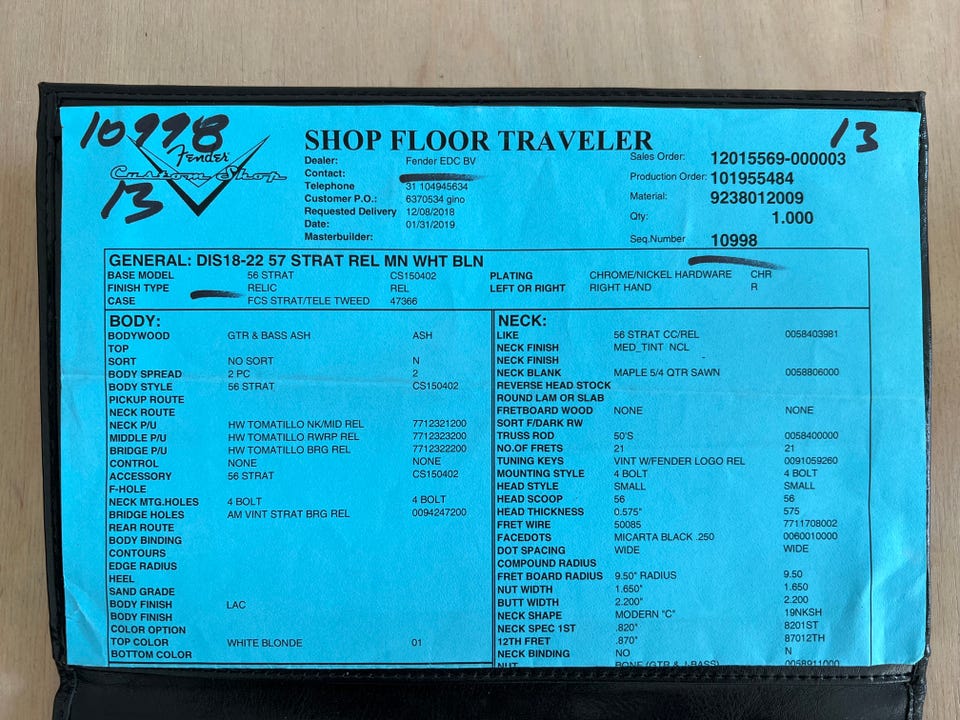 10998
13
Fender
Custom Shop
SHOP FLOOR TRAVELER
13
Dealer: Fender EDC BV
Contact:
Telephone 31 104945634
Customer P.O.: 6370534 gino
Requested Delivery 12/08/2018
Date: 01/31/2019
Masterbuilder:
Sales Order: 12015569-000003
Production Order: 101955484
Material: 9238012009
Qty: 1.000
Seq.Number 10998
GENERAL: DIS18-22 57 STRAT REL MN WHT BLN
BASE MODEL 56 STRAT CS150402 PLATING CHROME/NICKEL HARDWARE CHR
FINISH TYPE RELIC REL LEFT OR RIGHT RIGHT HAND R
CASE FCS STRAT/TELE TWEED 47366
BODY:
BODYWOOD GTR & BASS ASH ASH
TOP
SORT NO SORT N
BODY SPREAD 2 PC 2
BODY STYLE 56 STRAT CS150402
PICKUP ROUTE
NECK ROUTE
NECK P/U HW TOMATILLO NK/MID REL 7712321200
MIDDLE P/U HW TOMATILLO RWRP REL 7712323200
BRIDGE P/U HW TOMATILLO BRG REL 7712322200
CONTROL NONE NONE
ACCESSORY 56 STRAT CS150402
F-HOLE
NECK MTG.HOLES 4 BOLT 4 BOLT
BRIDGE HOLES AM VINT STRAT BRG REL 0094247200
REAR ROUTE
BODY BINDING
CONTOURS
EDGE RADIUS
HEEL
SAND GRADE
BODY FINISH LAC
BODY FINISH
COLOR OPTION
TOP COLOR WHITE BLONDE 01
BOTTOM COLOR
NECK:
LIKE 56 STRAT CC/REL 0058403981
NECK FINISH MED_TINT NCL
NECK FINISH -
NECK BLANK MAPLE 5/4 QTR SAWN 0058806000
REVERSE HEAD STOCK
ROUND LAM OR SLAB
FRETBOARD WOOD NONE NONE
SORT F/DARK RW
TRUSS ROD 50'S 0058400000
NO.OF FRETS 21 21
TUNING KEYS VINT W/FENDER LOGO REL 0091059260
MOUNTING STYLE 4 BOLT 4 BOLT
HEAD STYLE SMALL SMALL
HEAD SCOOP 56 56
HEAD THICKNESS 0.575" 575
FRET WIRE 50085 7711708002
FACEDOTS MICARTA BLACK .250 0060010000
DOT SPACING WIDE WIDE
COMPOUND RADIUS
FRET BOARD RADIUS 9.50" RADIUS 9.50
NUT WIDTH 1.650" 1.650
BUTT WIDTH 2.200" 2.200
NECK SHAPE MODERN "C" 19NKSH
NECK SPEC 1ST .820" 8201ST
12TH FRET .870" 87012TH
NECK BINDING NO N
NUT BONE (GTR & J-BASS) 0058911000